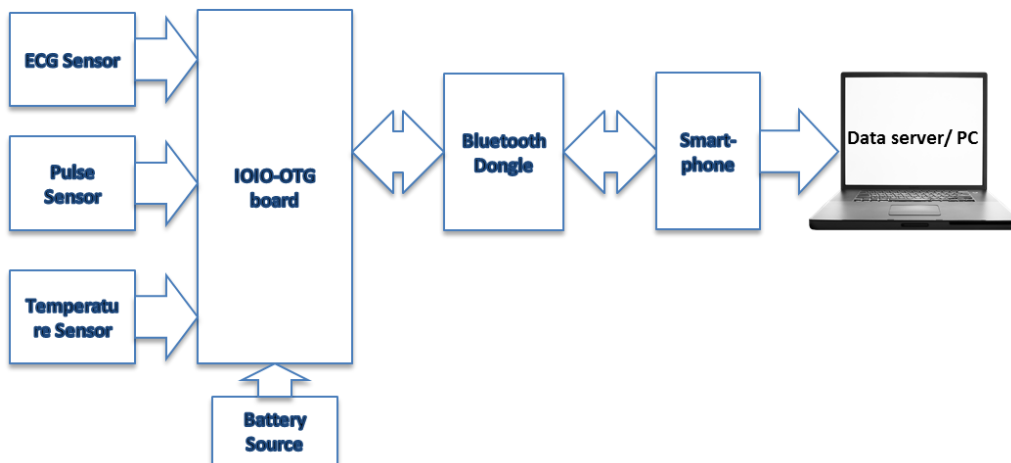 ECG Sensor
Pulse
Sensor
Temperatu
re Sensor
IOIO-OTG
board
Battery
Source
Bluetooth
Dongle
Smart-
phone
Data server/ PC